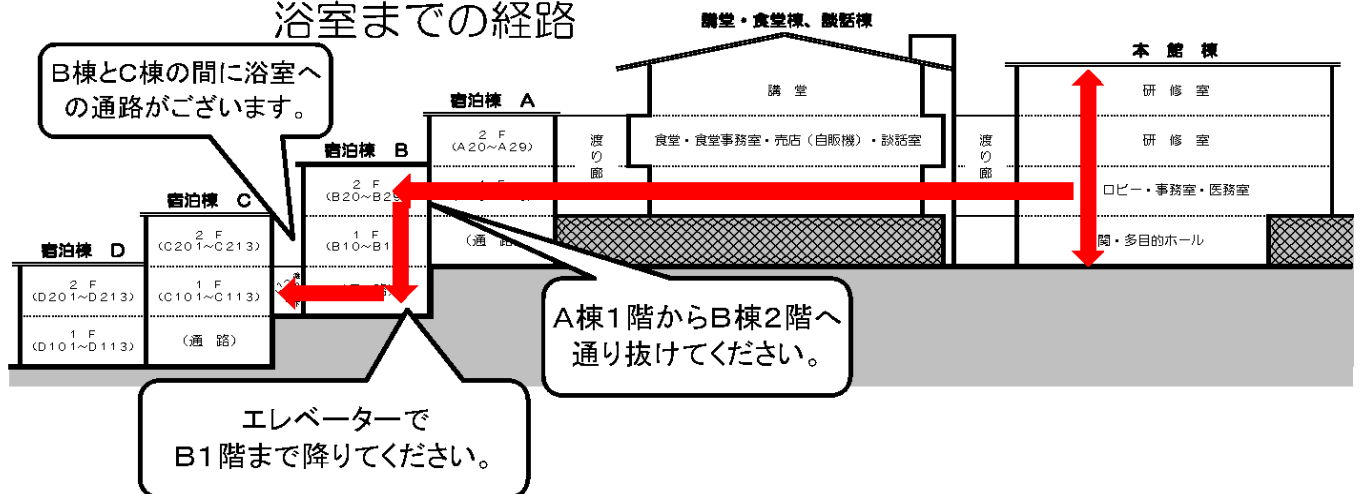 浴室までの経路
講堂・食堂棟、談話棟
本 館 棟
B棟とC棟の間に浴室へ
の通路がございます。
宿泊棟 A
講 堂
研 修 室
2 F
(A20~A29)
渡り廊
食堂・食堂事務室・売店（自販機）・談話室
渡り廊
研 修 室
宿泊棟 B
2 F
(B20~B29
ロビー・事務室・医務室
宿泊棟 C
2 F
(C201~C213)
1 F
(B10~B1
(通 路
関・多目的ホール
宿泊棟 D
2 F
(D201~D213)
1 F
(C101~C113)
1 F
(D101~D113)
(通 路)
A棟1階からB棟2階へ
通り抜けてください。
エレベーターで
B1階まで降りてください。